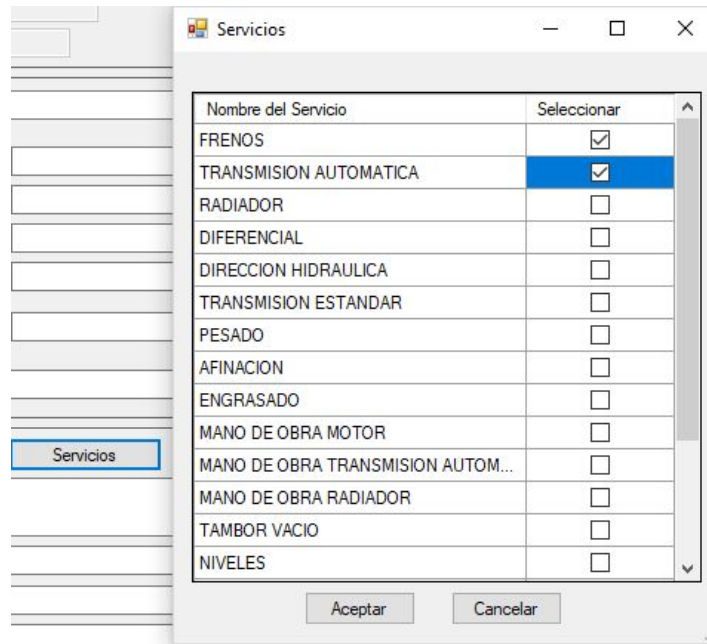 Servicios
Nombre del Servicio Seleccionar
FRENOS
TRANSMISION AUTOMATICA
RADIADOR
DIFERENCIAL
DIRECCION HIDRAULICA
TRANSMISION ESTANDAR
PESADO
AFINACION
ENGRASADO
MANO DE OBRA MOTOR
Servicios
MANO DE OBRA TRANSMISION AUTOM...
MANO DE OBRA RADIADOR
TAMBOR VACIO
NIVELES
Aceptar Cancelar